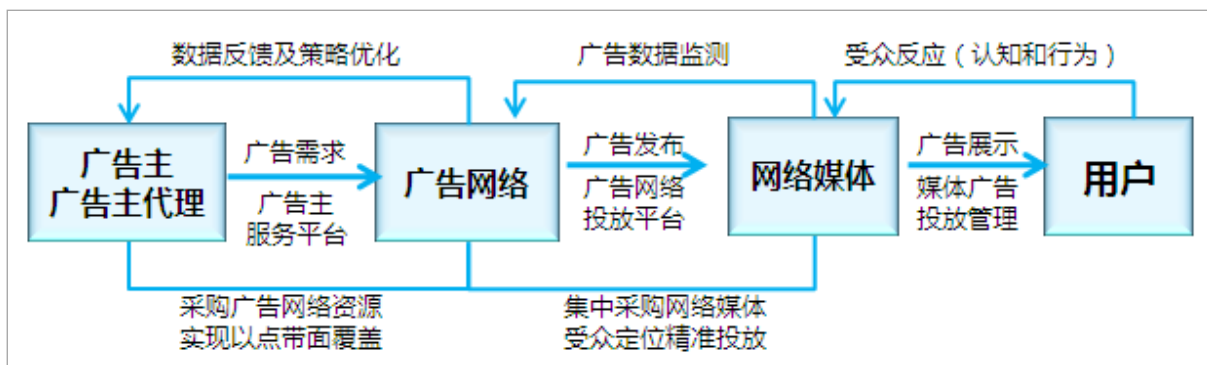 数据反馈及策略优化
广告数据监测
受众反应（认知和行为）
广告主
广告主代理
广告需求
广告主
服务平台
广告网络
广告发布
广告网络
投放平台
网络媒体
广告展示
媒体广告
投放管理
用户
采购广告网络资源
实现以点带面覆盖
集中采购网络媒体
受众定位精准投放